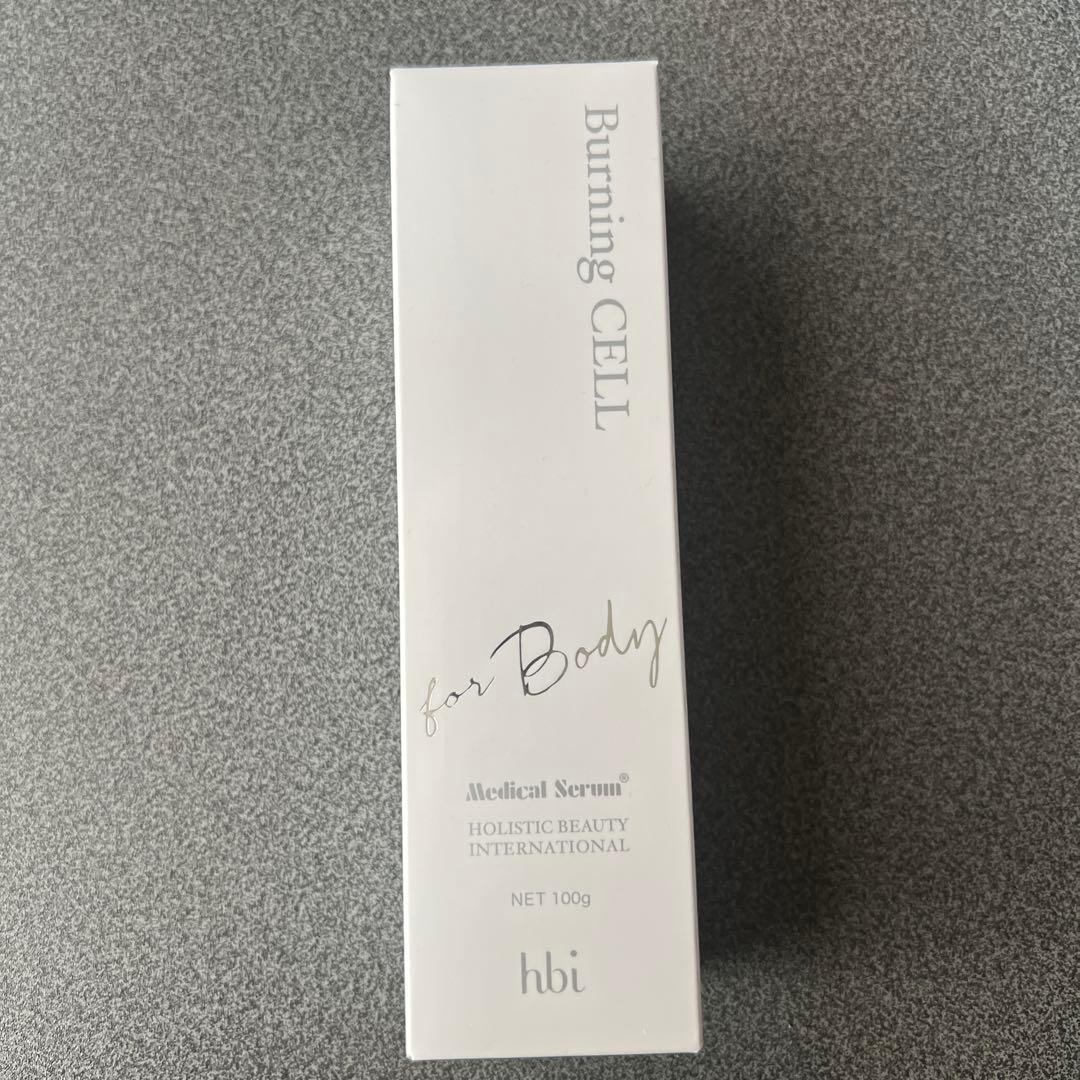 Burning CELL
for Body
Medical Serum®
HOLISTIC BEAUTY
INTERNATIONAL
NET 100g
hbi